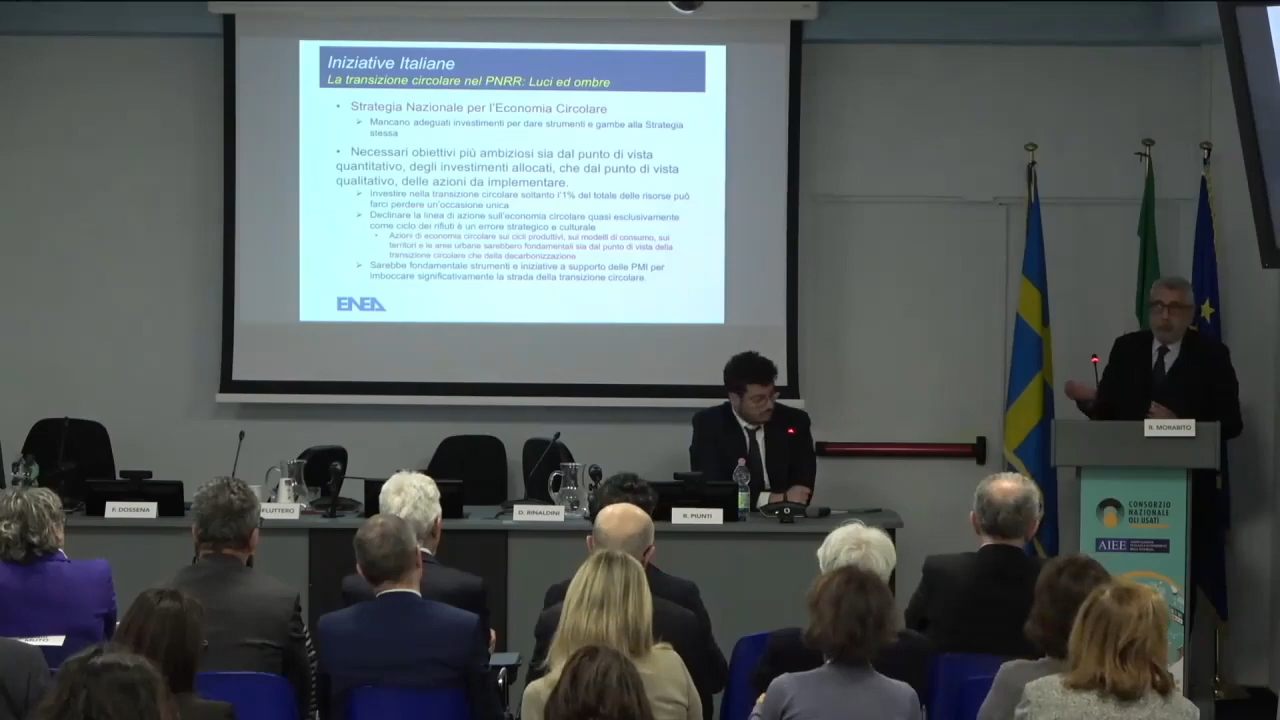 Iniziative Italiane
La transizione circolare nel PNRR: Luci ed ombre
• Strategia Nazionale per l'Economia Circolare
➢ Mancano adeguati investimenti per dare strumenti e gambe alla Strategia
stessa
• Necessari obiettivi più ambiziosi sia dal punto di vista
quantitativo, degli investimenti allocati, che dal punto di vista
qualitativo, delle azioni da implementare.
➢ Investire nella transizione circolare soltanto l'1% del totale delle risorse può
farci perdere un'occasione unica
➢ Declinare la linea di azione sull'economia circolare quasi esclusivamente
come ciclo dei rifiuti è un errore strategico e culturale
• Azioni di economia circolare sui cicli produttivi, sui modelli di consumo, sui
territori e le aree urbane sarebbero fondamentali sia dal punto di vista della
transizione circolare che della decarbonizzazione
➢ Sarebbe fondamentale strumenti e iniziative a supporto delle PMI per
imboccare significativamente la strada della transizione circolare
ENEA
R. MORABITO
F. DOSSENA
FLUTTERO
D. RINALDINI
R. PIUNTI
CONSORZIO
NAZIONALE
OLI USATI
AIEE
MUTO